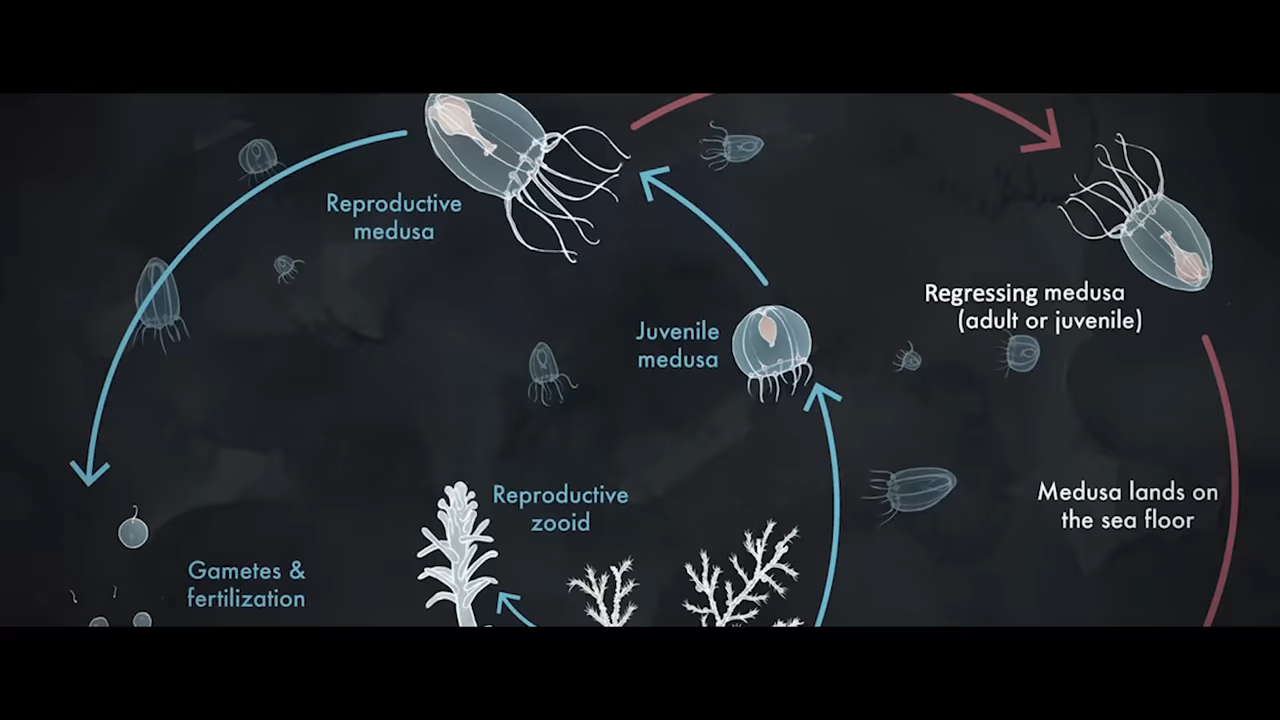 Reproductive
medusa
Regressing medusa
(adult or juvenile)
Juvenile
medusa
Reproductive
zooid
Medusa lands on
the sea floor
Gametes &
fertilization